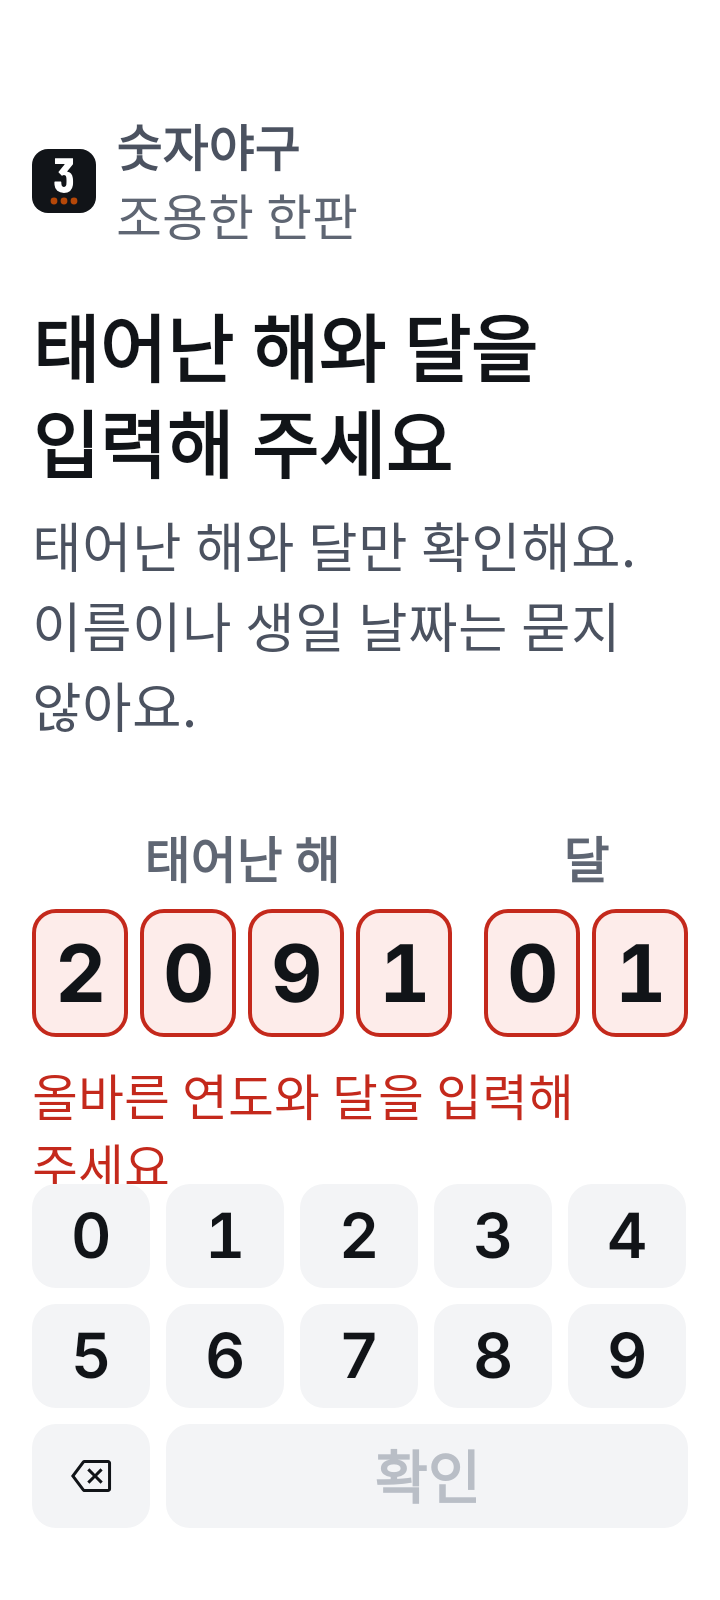 3
숫자야구
조용한 한판
태어난 해와 달을
입력해 주세요
태어난 해와 달만 확인해요.
이름이나 생일 날짜는 묻지
않아요.
태어난 해 달
2 0 9 1 0 1
올바른 연도와 달을 입력해
주세요
0 1 2 3 4
5 6 7 8 9
확인